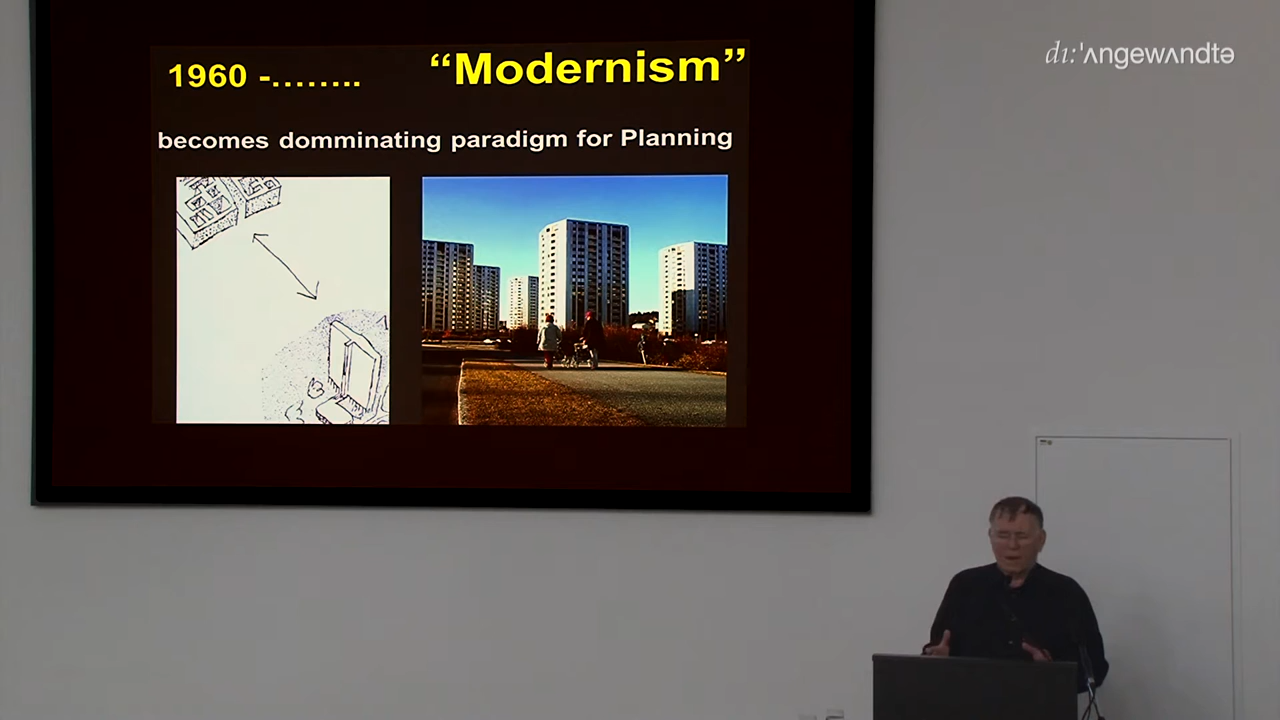 1960 -........ “Modernism”
becomes domminating paradigm for Planning
dı:'ʌngewʌndtə